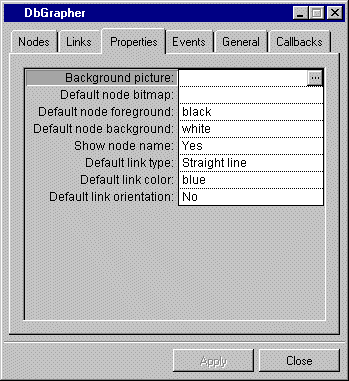 DbGrapher
Nodes Links Properties Events General Callbacks
Background picture: ...
Default node bitmap:
Default node foreground: black
Default node background: white
Show node name: Yes
Default link type: Straight line
Default link color: blue
Default link orientation: No
Apply Close